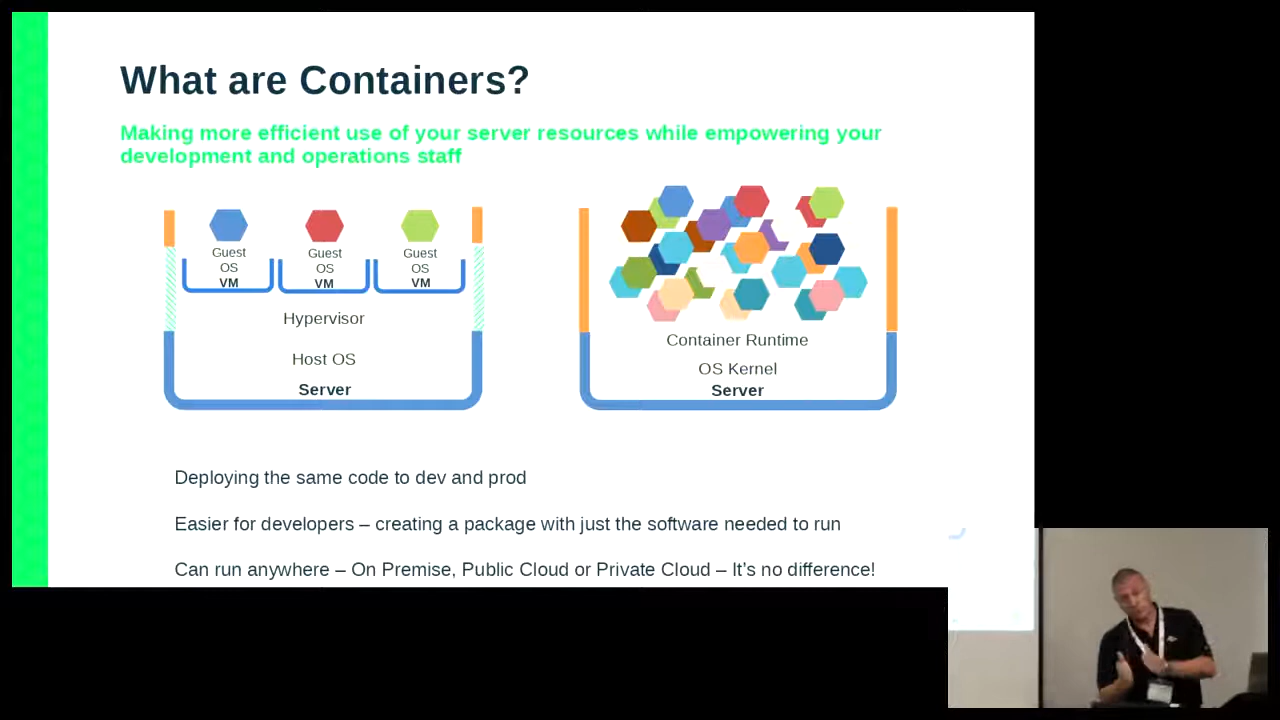 What are Containers?
Making more efficient use of your server resources while empowering your
development and operations staff
Guest
OS
VM
Guest
OS
VM
Guest
OS
VM
Hypervisor
Host OS
Server
Container Runtime
OS Kernel
Server
Deploying the same code to dev and prod
Easier for developers – creating a package with just the software needed to run
Can run anywhere – On Premise, Public Cloud or Private Cloud – It’s no difference!